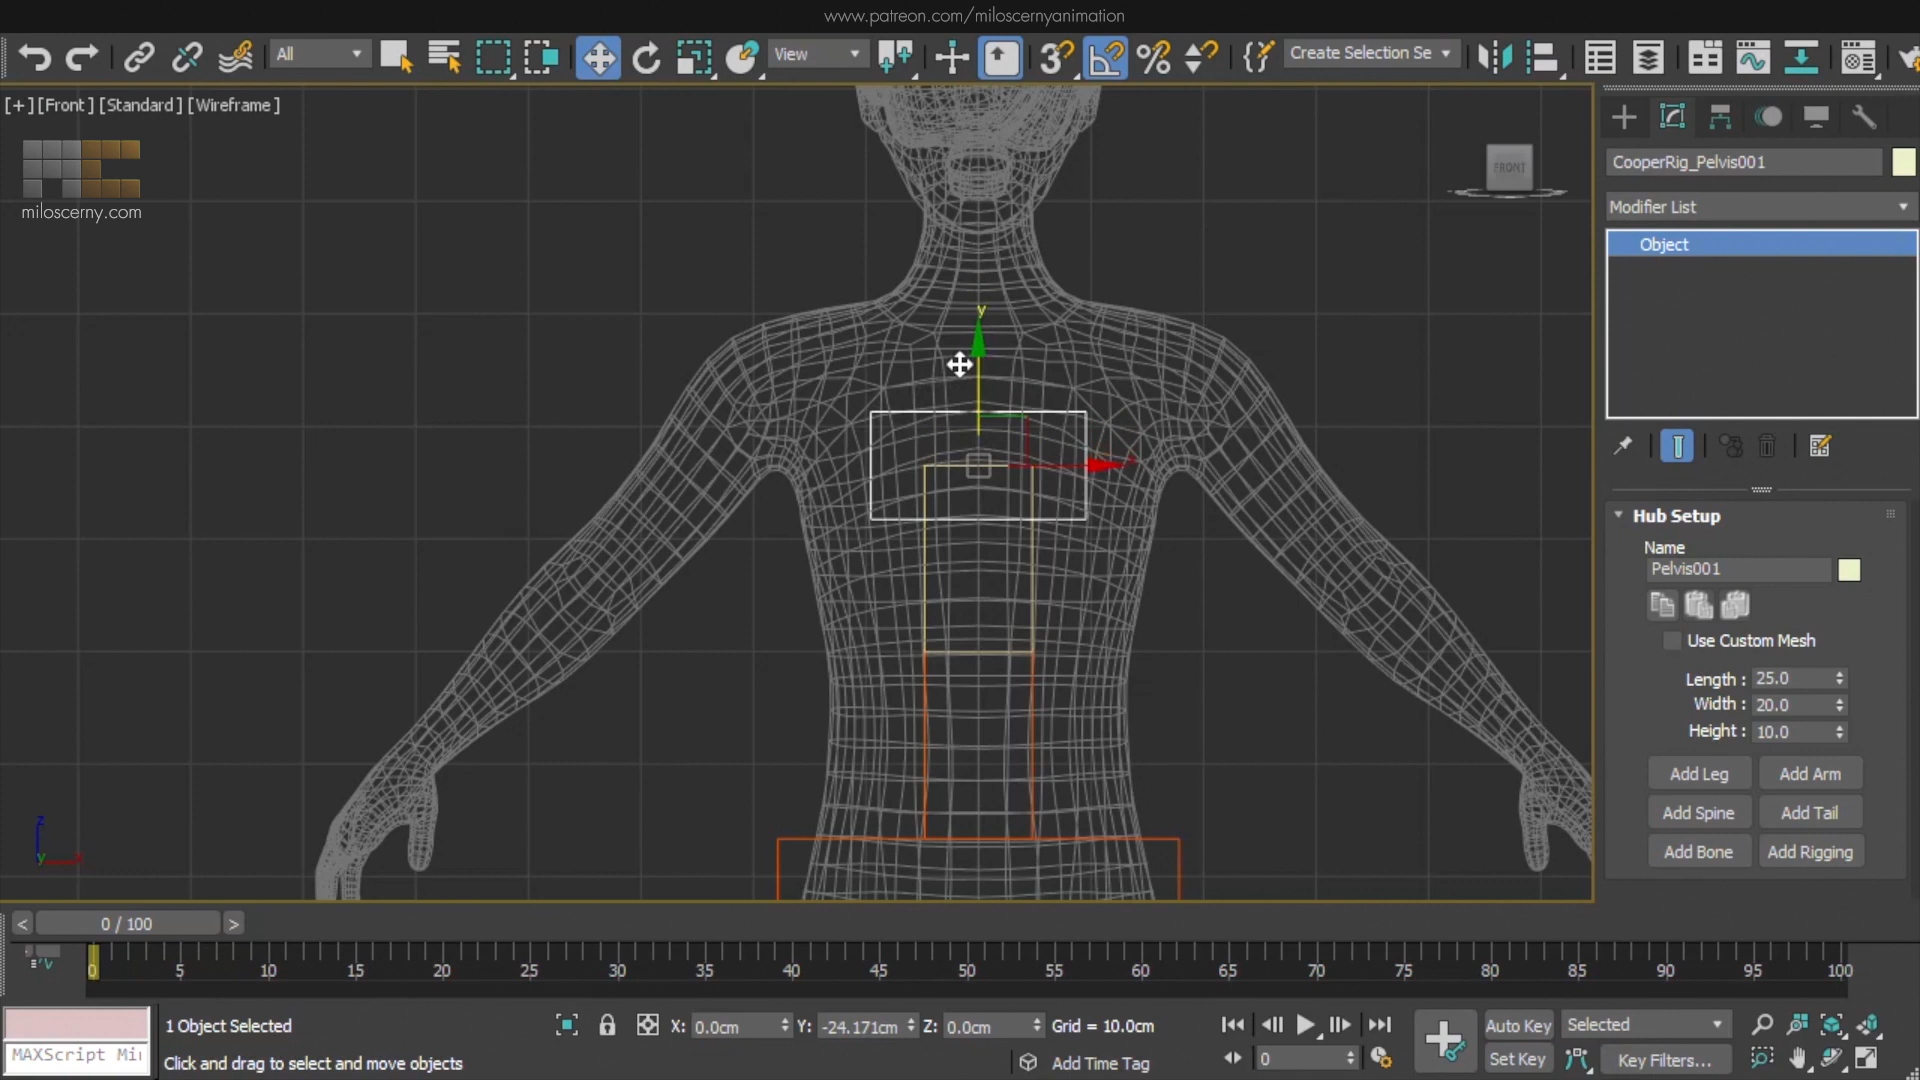 www.patreon.com/miloscernyanimation
All
View
3
%
Create Selection Se
[+] [Front] [Standard] [Wireframe]
miloscerny.com
FRONT
CooperRig_Pelvis001
Modifier List
Object
y
Hub Setup
Name
Pelvis001
Use Custom Mesh
Length : 25.0
Width : 20.0
Height : 10.0
Add Leg Add Arm
Add Spine Add Tail
Add Bone Add Rigging
z
y
< 0 / 100 >
0 5 10 15 20 25 30 35 40 45 50 55 60 65 70 75 80 85 90 95 100
1 Object Selected
X: 0.0cm Y: -24.171cm Z: 0.0cm Grid = 10.0cm
Auto Key Selected
MAXScript Mi
Click and drag to select and move objects
Add Time Tag
0
Set Key Key Filters...